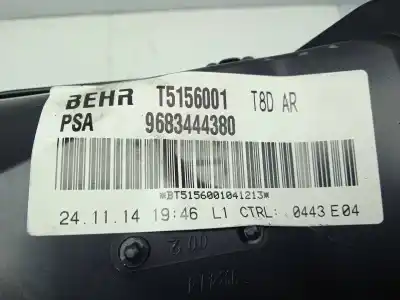 BEHR T5156001 T8D AR
PSA 9683444380
*BT5156001041213*
24.11.14 19:46 L1 CTRL: 0443 E04